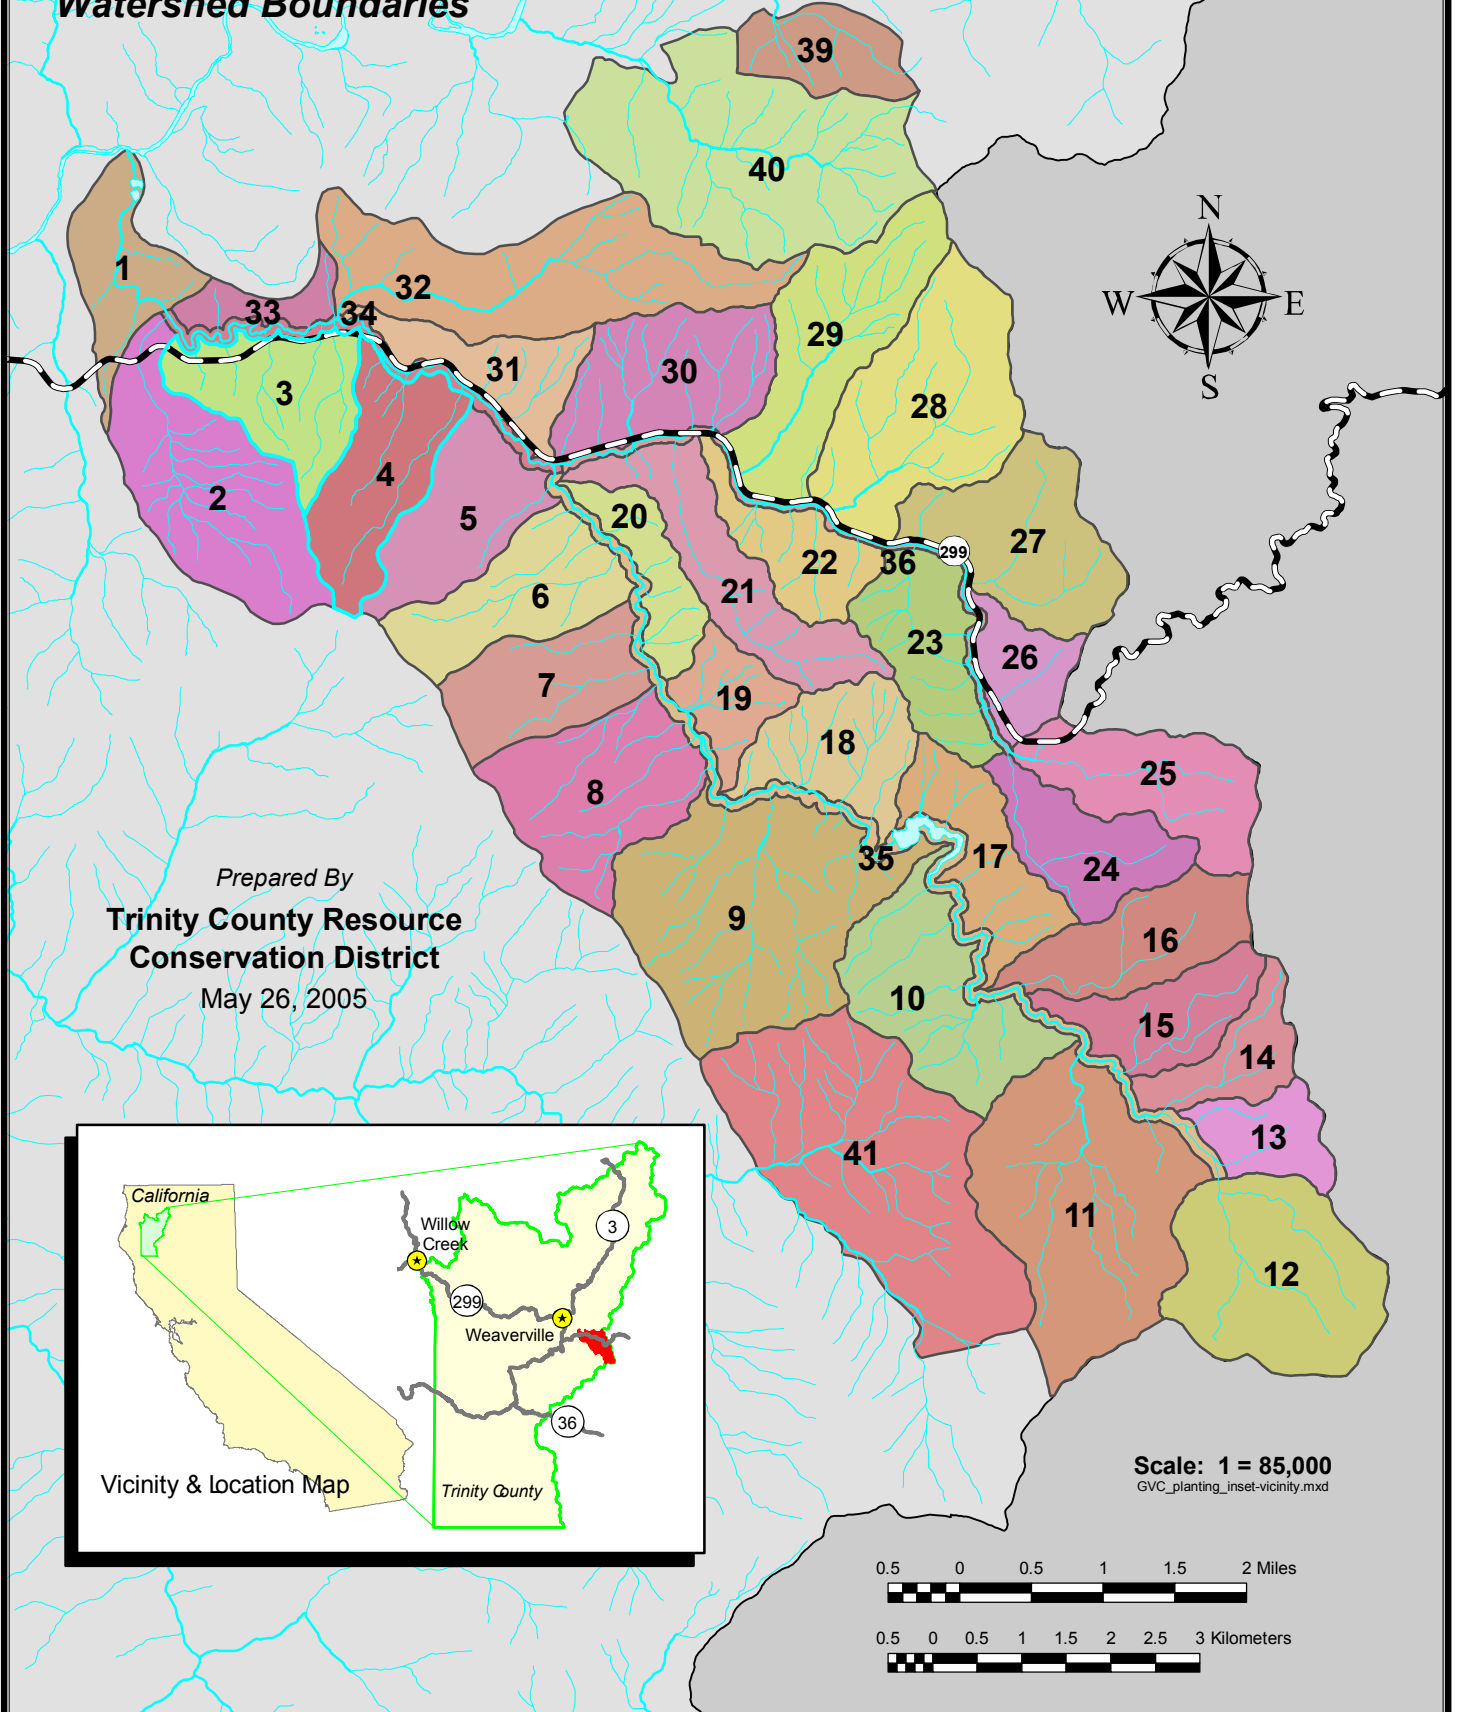 Watershed Boundaries
39
40
N
W
E
S
1
32
33
34
29
31
30
3
28
4
2
5
20
27
299
22
36
6
21
23
26
7
19
18
25
8
35
17
24
Prepared By
Trinity County Resource
Conservation District
May 26, 2005
9
16
10
15
14
13
41
11
12
California
Willow
Creek
3
299
Weaverville
36
Vicinity & Location Map
Trinity County
Scale: 1 = 85,000
GVC_planting_inset-vicinity.mxd
0.5 0 0.5 1 1.5 2 Miles
0.5 0 0.5 1 1.5 2 2.5 3 Kilometers